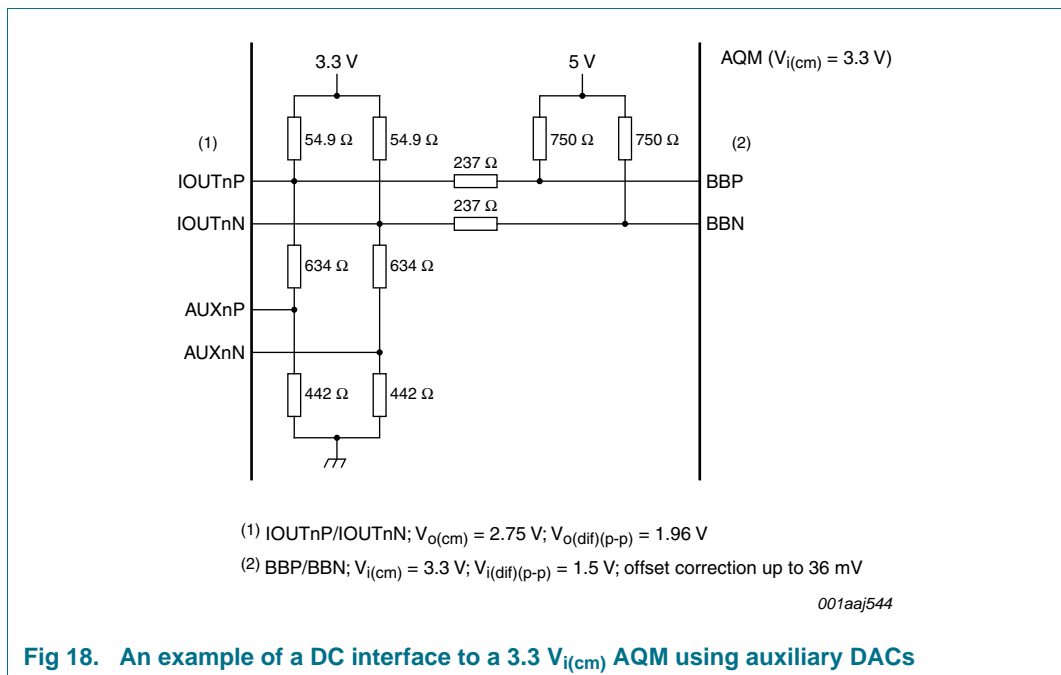 3.3 V
5 V
AQM (Vi(cm) = 3.3 V)
54.9 Ω
54.9 Ω
750 Ω
750 Ω
(1)
(2)
237 Ω
IOUTnP
BBP
237 Ω
IOUTnN
BBN
634 Ω
634 Ω
AUXnP
AUXnN
442 Ω
442 Ω
(1) IOUTnP/IOUTnN; Vo(cm) = 2.75 V; Vo(dif)(p-p) = 1.96 V
(2) BBP/BBN; Vi(cm) = 3.3 V; Vi(dif)(p-p) = 1.5 V; offset correction up to 36 mV
001aaj544
Fig 18. An example of a DC interface to a 3.3 Vi(cm) AQM using auxiliary DACs